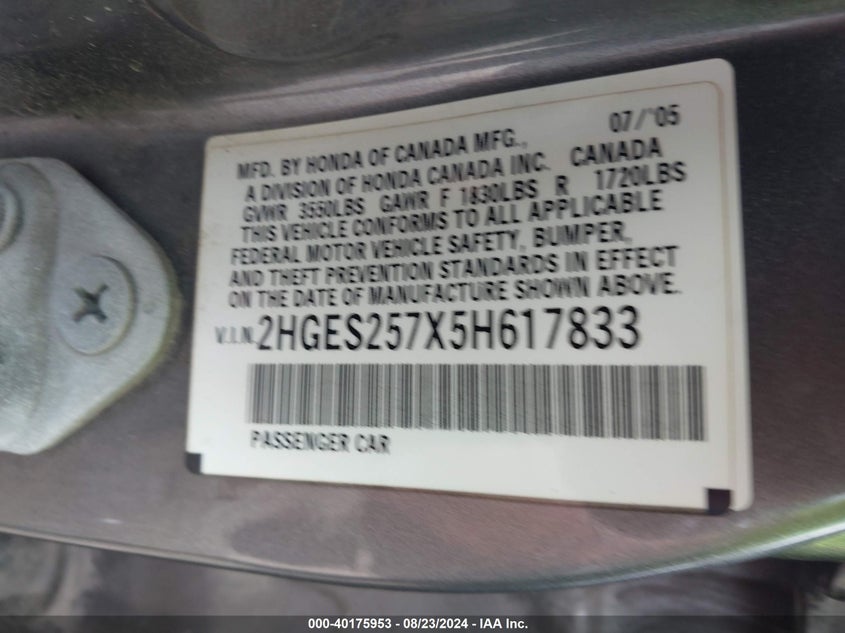 07/'05
MFD. BY HONDA OF CANADA MFG.,
A DIVISION OF HONDA CANADA INC. CANADA
GVWR 3550LBS GAWR F 1830LBS R 1720LBS
THIS VEHICLE CONFORMS TO ALL APPLICABLE
FEDERAL MOTOR VEHICLE SAFETY, BUMPER,
AND THEFT PREVENTION STANDARDS IN EFFECT
ON THE DATE OF MANUFACTURE SHOWN ABOVE.
V.I.N. 2HGES257X5H617833
PASSENGER CAR
000-40175953 - 08/23/2024 - IAA Inc.